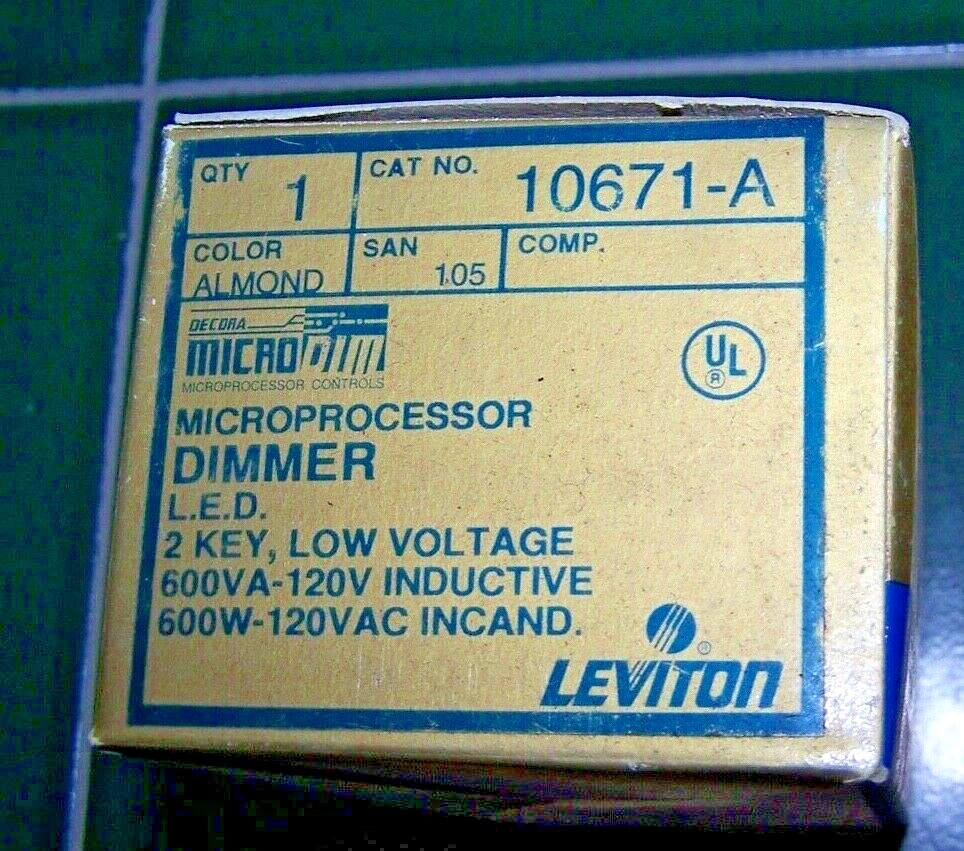 QTY 1 CAT NO. 10671-A
COLOR ALMOND SAN 105 COMP.
DECORA
MICRO
MICROPROCESSOR CONTROLS
UL ®
MICROPROCESSOR
DIMMER
L.E.D.
2 KEY, LOW VOLTAGE
600VA-120V INDUCTIVE
600W-120VAC INCAND.
LEVITON ®